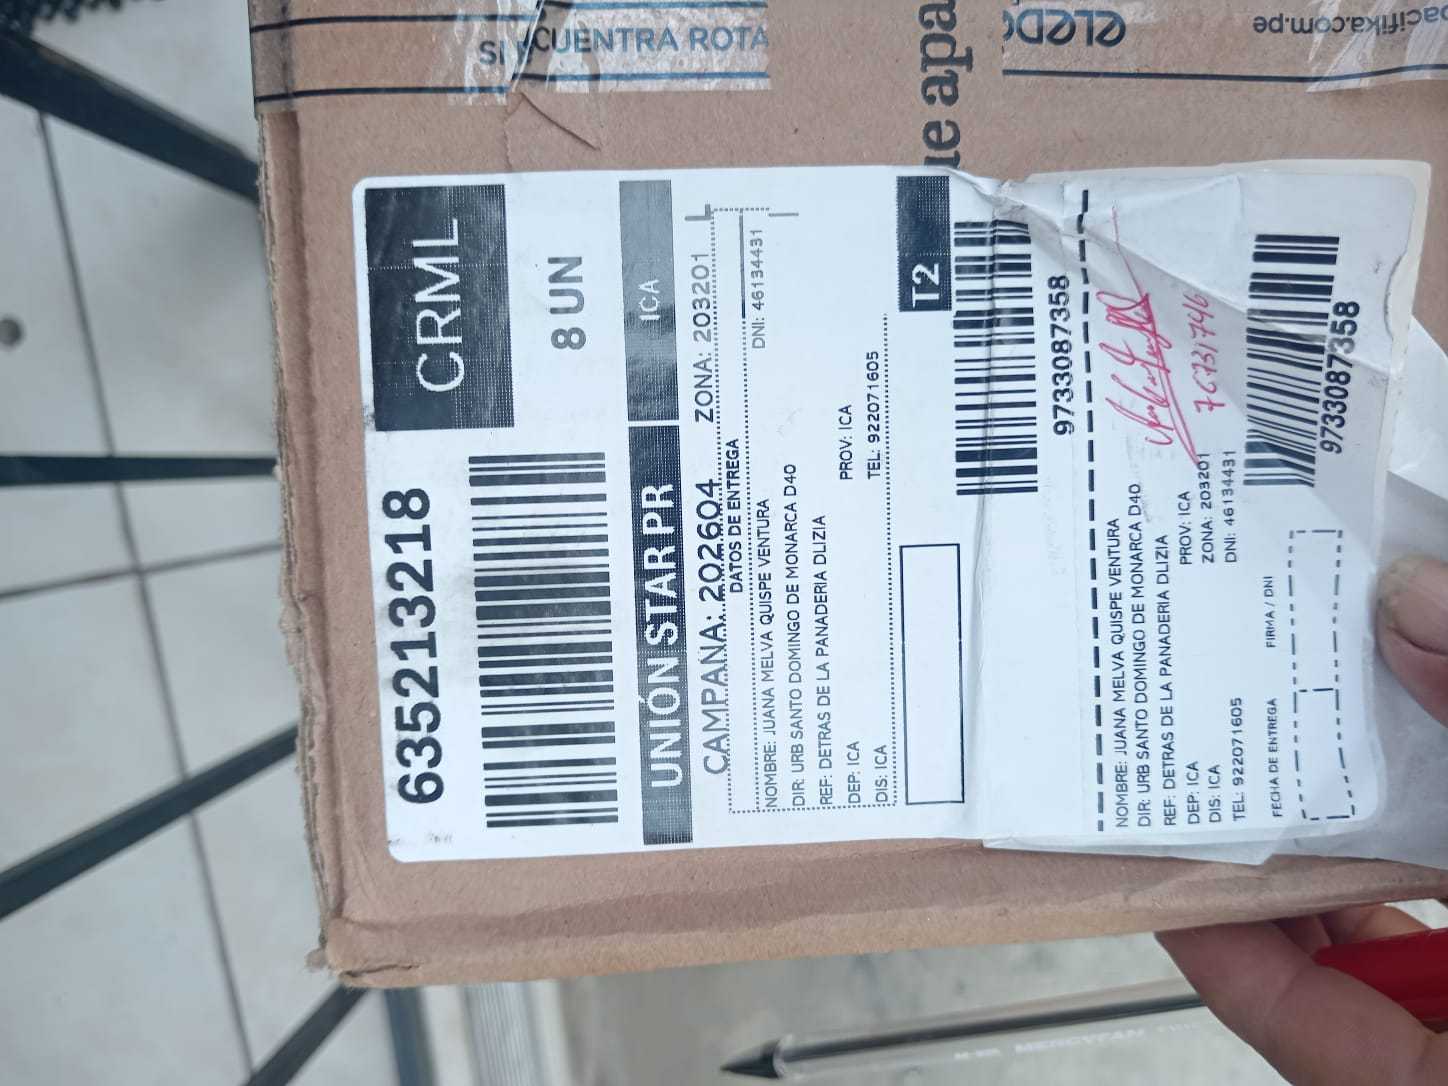 SI ENCUENTRA ROTA
pacifika.com.pe
ue apa
635213218
CRML
8 UN
UNIÓN STAR PR
ICA
CAMPAÑA: 202604 ZONA: 203201 L
DATOS DE ENTREGA
NOMBRE: JUANA MELVA QUISPE VENTURA DNI: 46134431
DIR: URB SANTO DOMINGO DE MONARCA D40
REF: DETRAS DE LA PANADERIA DLIZIA
DEP: ICA PROV: ICA
DIS: ICA TEL: 922071605
T2
9733087358
NOMBRE: JUANA MELVA QUISPE VENTURA
DIR: URB SANTO DOMINGO DE MONARCA D40
REF: DETRAS DE LA PANADERIA DLIZIA
DEP: ICA PROV: ICA
DIS: ICA ZONA: 203201
TEL: 922071605 DNI: 46134431
FECHA DE ENTREGA FIRMA / DNI
9733087358